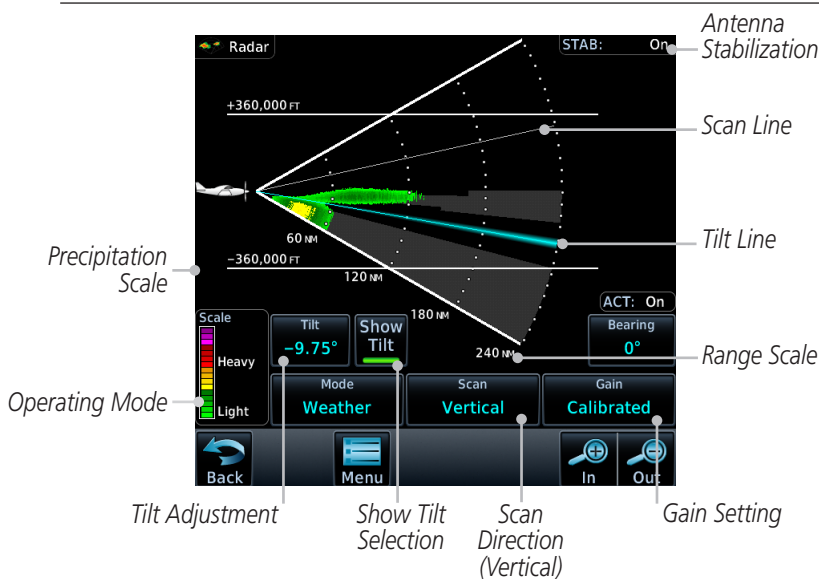 Antenna
Stabilization
Radar
STAB: On
+360,000 FT
Scan Line
Tilt Line
60 NM
Precipitation
Scale
-360,000 FT
120 NM
180 NM
240 NM
ACT: On
Range Scale
Scale
Heavy
Light
Tilt
-9.75°
Show
Tilt
Bearing
0°
Operating Mode
Mode
Weather
Scan
Vertical
Gain
Calibrated
Back
Menu
In
Out
Tilt Adjustment
Show Tilt
Selection
Scan
Direction
(Vertical)
Gain Setting